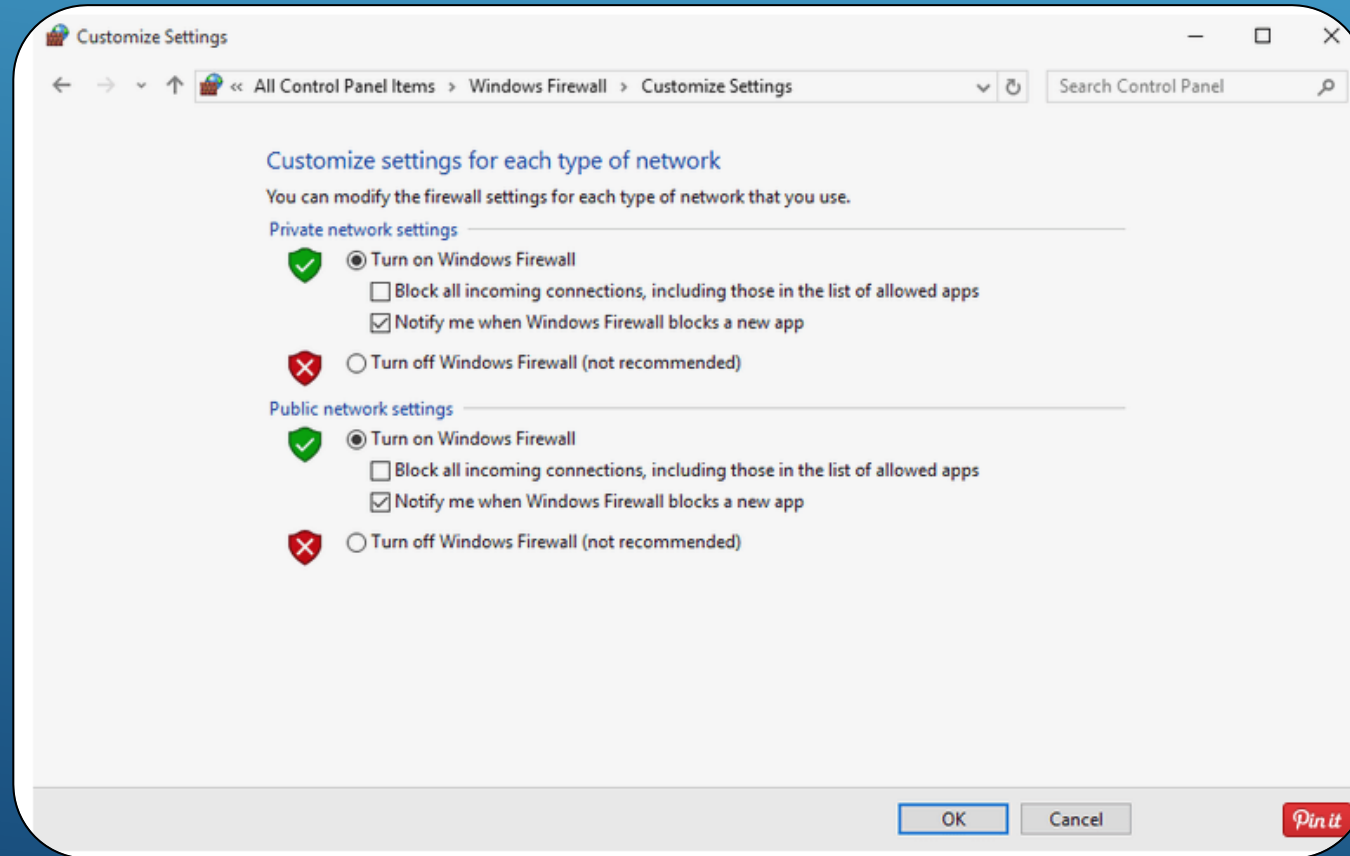 Customize Settings
« All Control Panel Items > Windows Firewall > Customize Settings
Search Control Panel
Customize settings for each type of network
You can modify the firewall settings for each type of network that you use.
Private network settings
Turn on Windows Firewall
Block all incoming connections, including those in the list of allowed apps
Notify me when Windows Firewall blocks a new app
Turn off Windows Firewall (not recommended)
Public network settings
Turn on Windows Firewall
Block all incoming connections, including those in the list of allowed apps
Notify me when Windows Firewall blocks a new app
Turn off Windows Firewall (not recommended)
OK
Cancel
Pin it